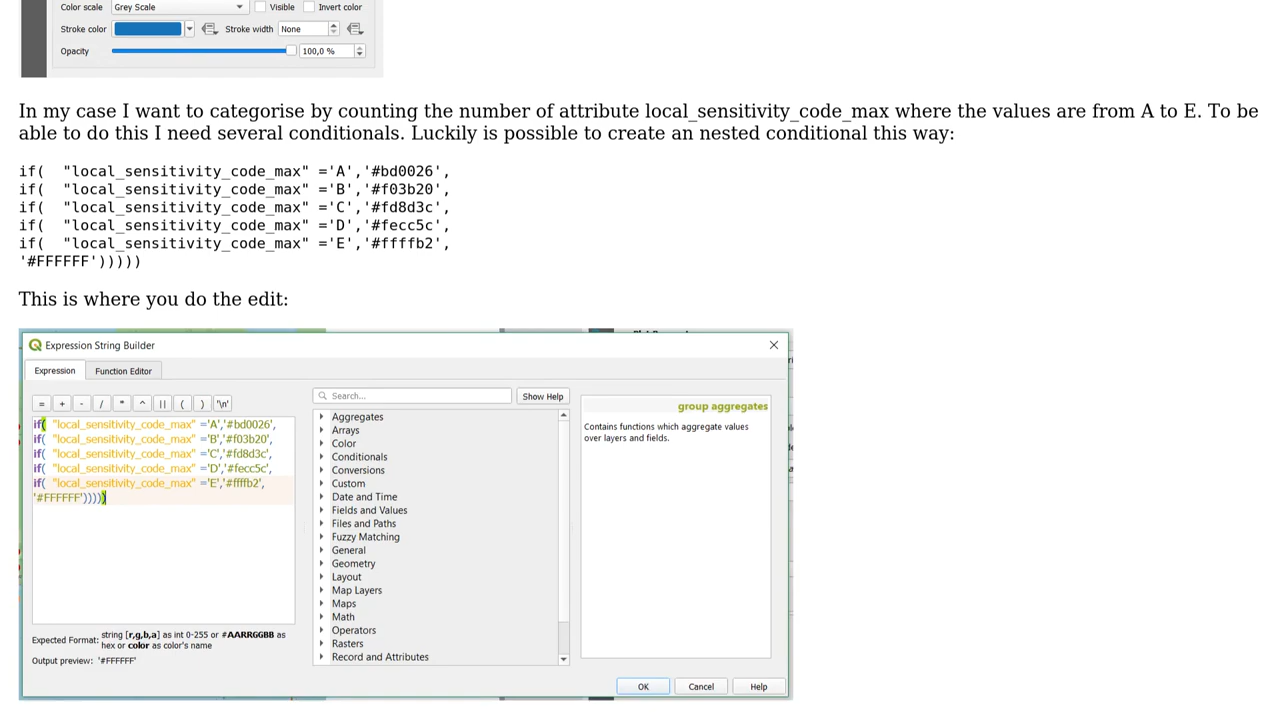 Color scale Grey Scale Visible Invert color
Stroke color Stroke width None
Opacity 100,0 %
In my case I want to categorise by counting the number of attribute local_sensitivity_code_max where the values are from A to E. To be
able to do this I need several conditionals. Luckily is possible to create an nested conditional this way:
if(  "local_sensitivity_code_max" ='A','#bd0026',
if(  "local_sensitivity_code_max" ='B','#f03b20',
if(  "local_sensitivity_code_max" ='C','#fd8d3c',
if(  "local_sensitivity_code_max" ='D','#fecc5c',
if(  "local_sensitivity_code_max" ='E','#ffffb2',
'#FFFFFF')))))
This is where you do the edit:
Expression String Builder
Expression Function Editor
= + - / * ^ || ( ) '\n'
if(  "local_sensitivity_code_max" ='A','#bd0026',
if(  "local_sensitivity_code_max" ='B','#f03b20',
if(  "local_sensitivity_code_max" ='C','#fd8d3c',
if(  "local_sensitivity_code_max" ='D','#fecc5c',
if(  "local_sensitivity_code_max" ='E','#ffffb2',
'#FFFFFF')))))
Expected Format: string [r,g,b,a] as int 0-255 or #AARRGGBB as
hex or color as color's name
Output preview: '#FFFFFF'
Search... Show Help
Aggregates
Arrays
Color
Conditionals
Conversions
Custom
Date and Time
Fields and Values
Files and Paths
Fuzzy Matching
General
Geometry
Layout
Map Layers
Maps
Math
Operators
Rasters
Record and Attributes
group aggregates
Contains functions which aggregate values
over layers and fields.
OK Cancel Help